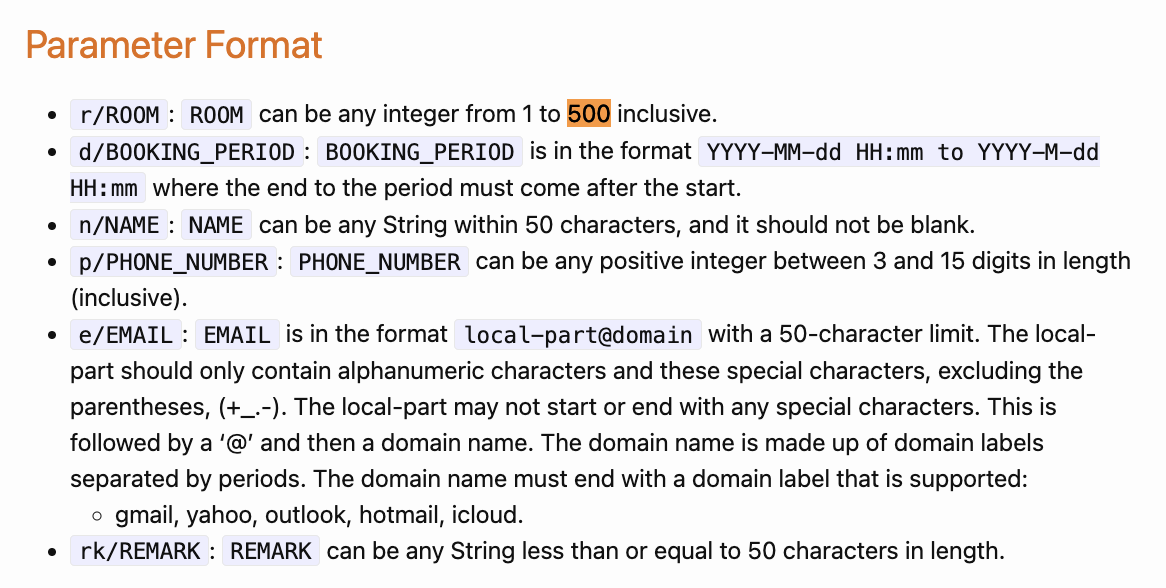 Parameter Format
• r/ROOM: ROOM can be any integer from 1 to 500 inclusive.
• d/BOOKING_PERIOD: BOOKING_PERIOD is in the format YYYY-MM-dd HH:mm to YYYY-M-dd
HH:mm where the end to the period must come after the start.
• n/NAME: NAME can be any String within 50 characters, and it should not be blank.
• p/PHONE_NUMBER: PHONE_NUMBER can be any positive integer between 3 and 15 digits in length
(inclusive).
• e/EMAIL: EMAIL is in the format local-part@domain with a 50-character limit. The local-
part should only contain alphanumeric characters and these special characters, excluding the
parentheses, (+_.-). The local-part may not start or end with any special characters. This is
followed by a ‘@’ and then a domain name. The domain name is made up of domain labels
separated by periods. The domain name must end with a domain label that is supported:
◦ gmail, yahoo, outlook, hotmail, icloud.
• rk/REMARK: REMARK can be any String less than or equal to 50 characters in length.